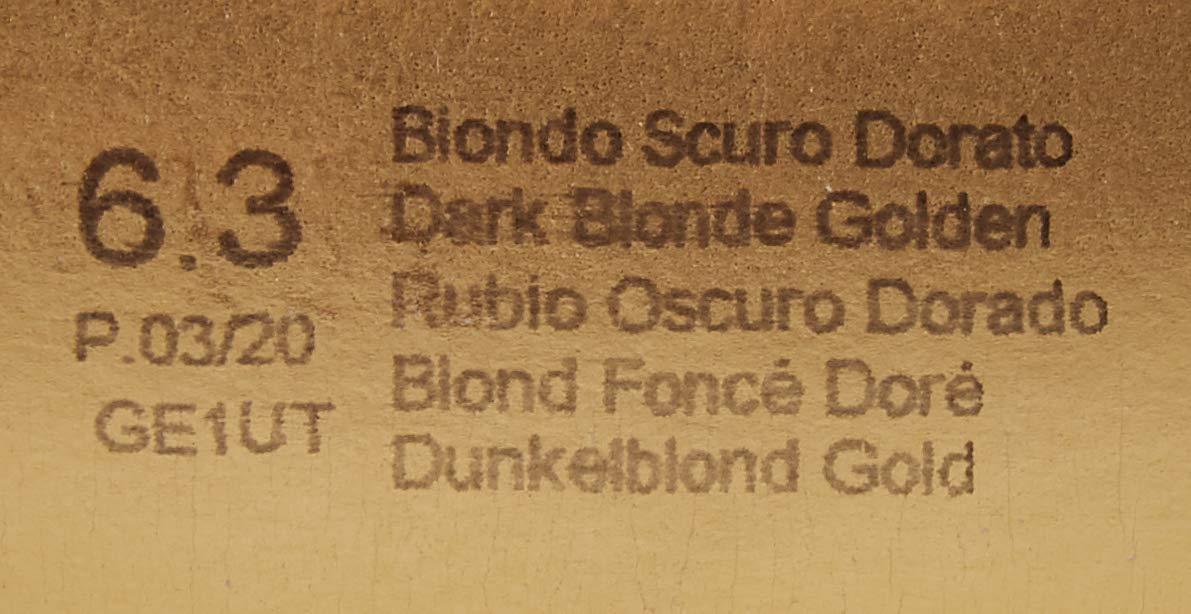 6.3
P.03/20
GE1UT
Biondo Scuro Dorato
Dark Blonde Golden
Rubio Oscuro Dorado
Blond Foncé Doré
Dunkelblond Gold